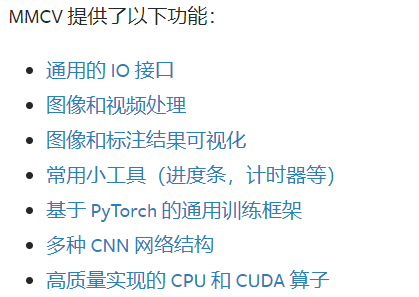 MMCV 提供了以下功能：
通用的 IO 接口
图像和视频处理
图像和标注结果可视化
常用小工具（进度条，计时器等）
基于 PyTorch 的通用训练框架
多种 CNN 网络结构
高质量实现的 CPU 和 CUDA 算子